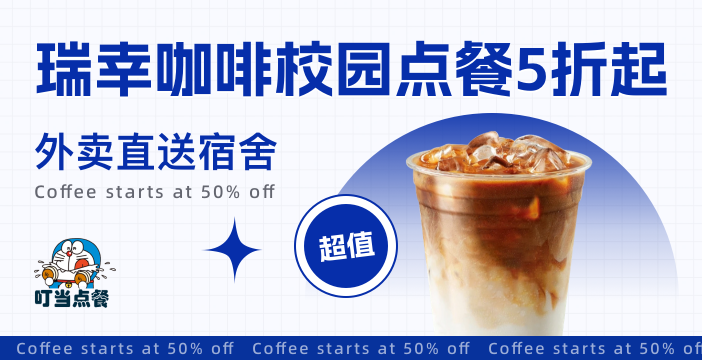 瑞幸咖啡校园点餐5折起
外卖直送宿舍
Coffee starts at 50% off
超值
叮当点餐
Coffee starts at 50% off Coffee starts at 50% off Coffee starts at 50% off